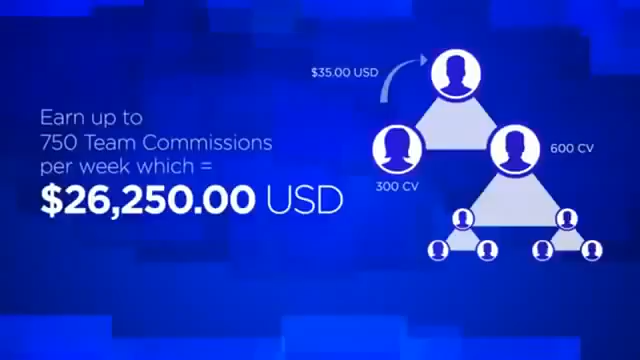 Earn up to
750 Team Commissions
per week which =
$26,250.00 USD
$35.00 USD
300 CV
600 CV